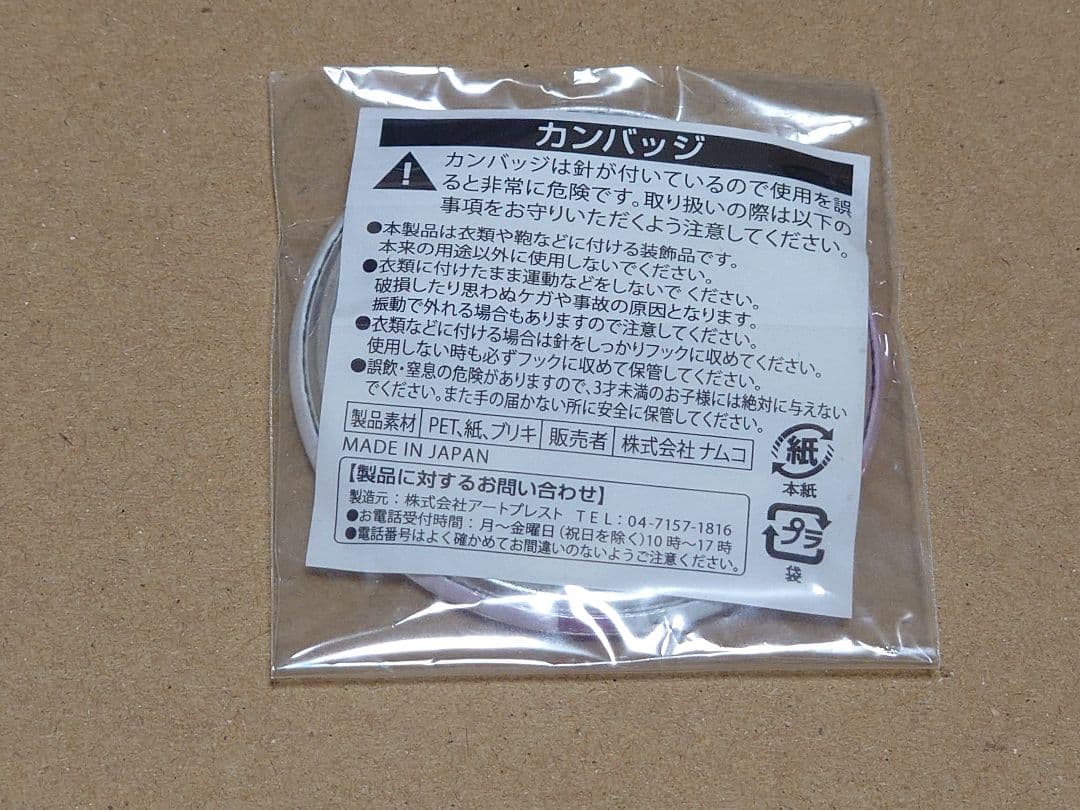 カンバッジ
カンバッジは針が付いているので使用を誤
ると非常に危険です。取り扱いの際は以下の
事項をお守りいただくよう注意してください。
●本製品は衣類や鞄などに付ける装飾品です。
本来の用途以外に使用しないでください。
●衣類に付けたまま運動などをしないでください。
破損したり思わぬケガや事故の原因となります。
振動で外れる場合もありますので注意してください。
●衣類などに付ける場合は針をしっかりフックに収めてください。
使用しない時も必ずフックに収めて保管してください。
●誤飲・窒息の危険がありますので、3才未満のお子様には絶対に与えない
でください。また手の届かない所に安全に保管してください。
製品素材 PET、紙、ブリキ 販売者 株式会社 ナムコ
MADE IN JAPAN
紙
本紙
【製品に対するお問い合わせ】
製造元：株式会社アートプレスト TEL：04-7157-1816
●お電話受付時間：月～金曜日（祝日を除く）10時～17時
●電話番号はよく確かめてお間違いのないようご注意ください。
プラ
袋